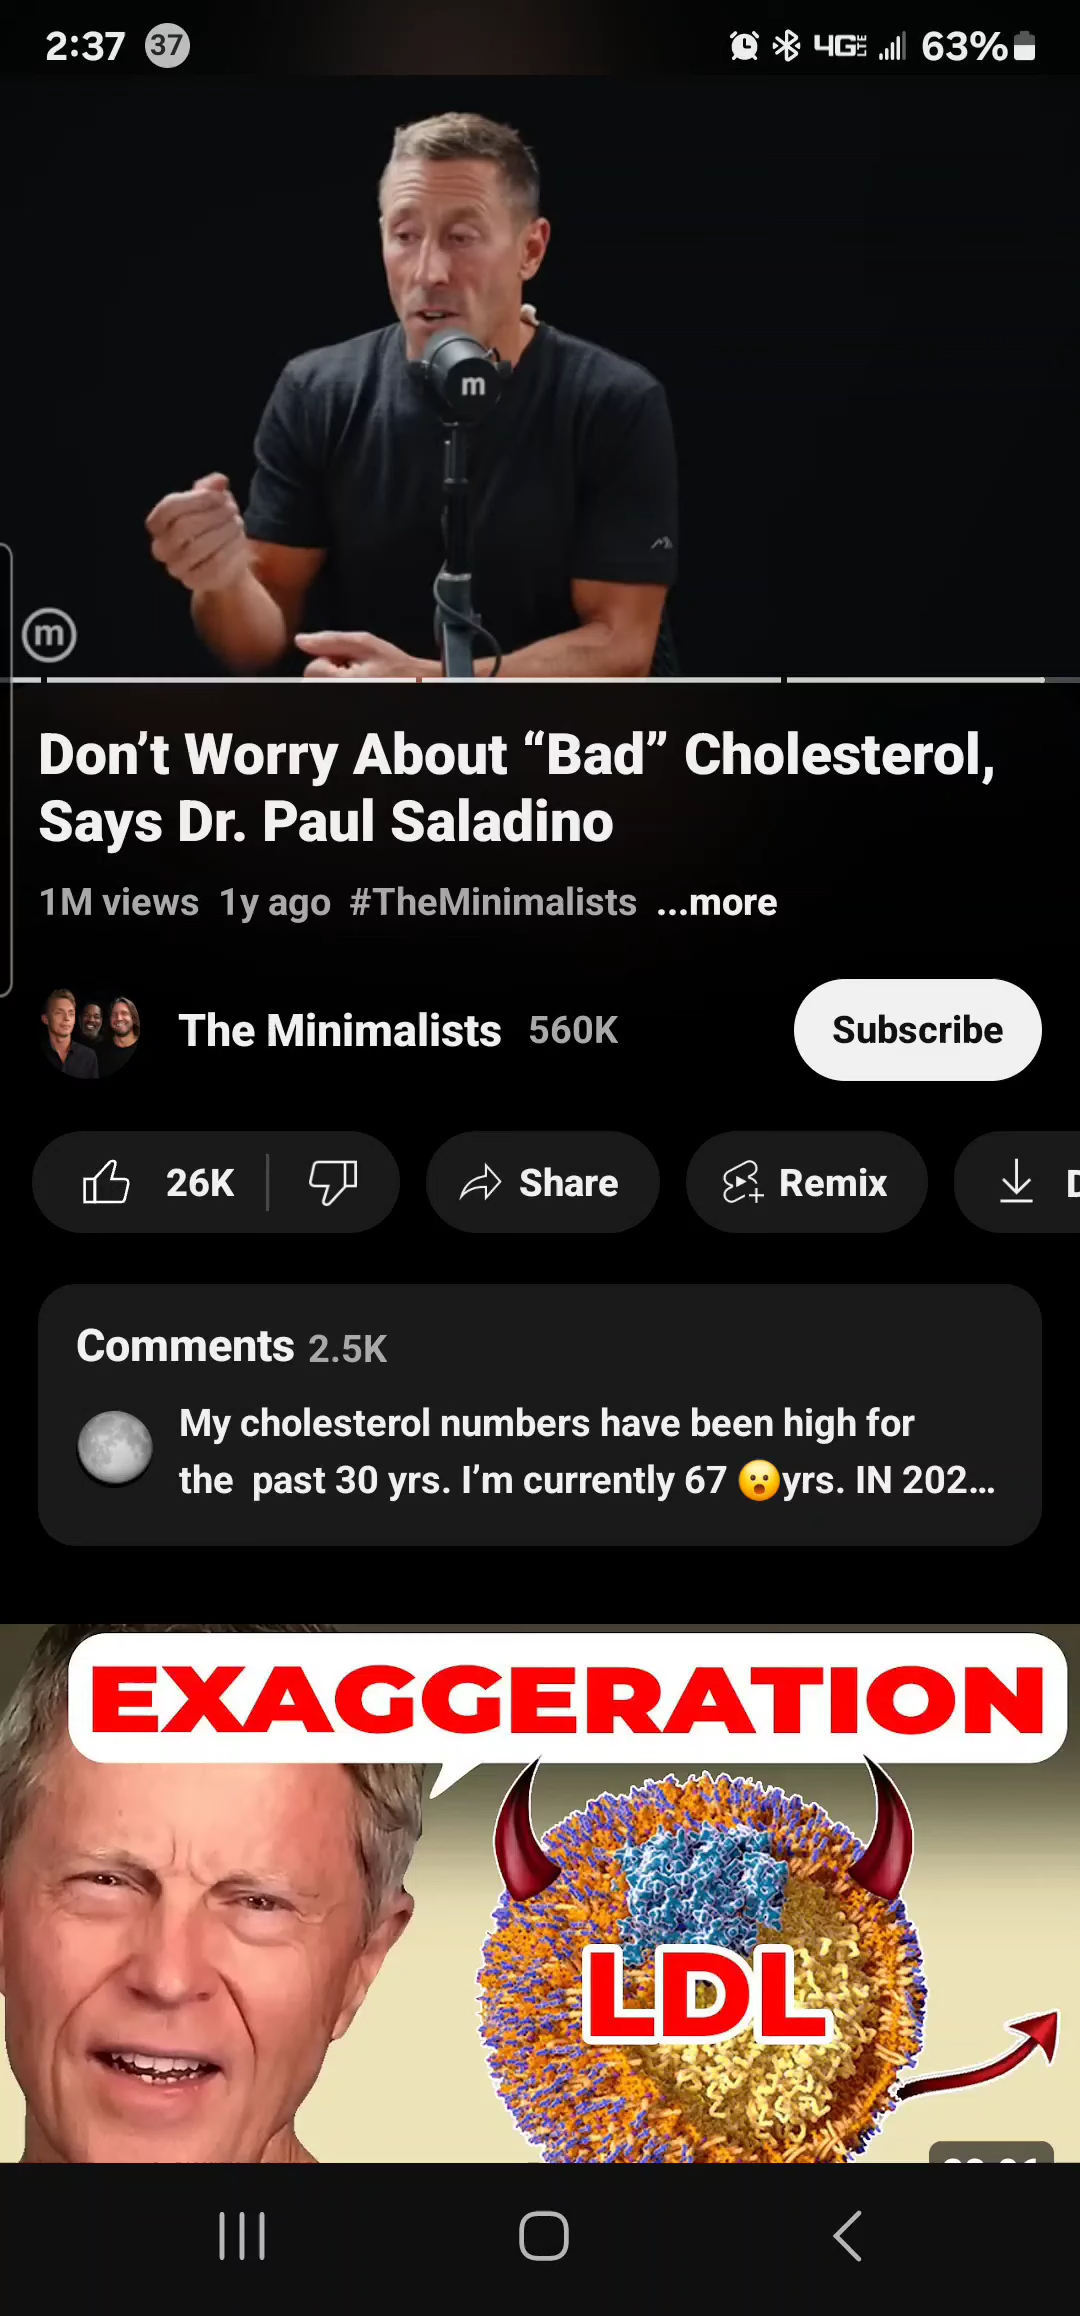 2:37 37 4G LTE 63%
m
m
Don’t Worry About “Bad” Cholesterol,
Says Dr. Paul Saladino
1M views 1y ago #TheMinimalists ...more
The Minimalists 560K Subscribe
26K Share Remix D
Comments 2.5K
My cholesterol numbers have been high for
the past 30 yrs. I’m currently 67 😮yrs. IN 202...
EXAGGERATION
LDL